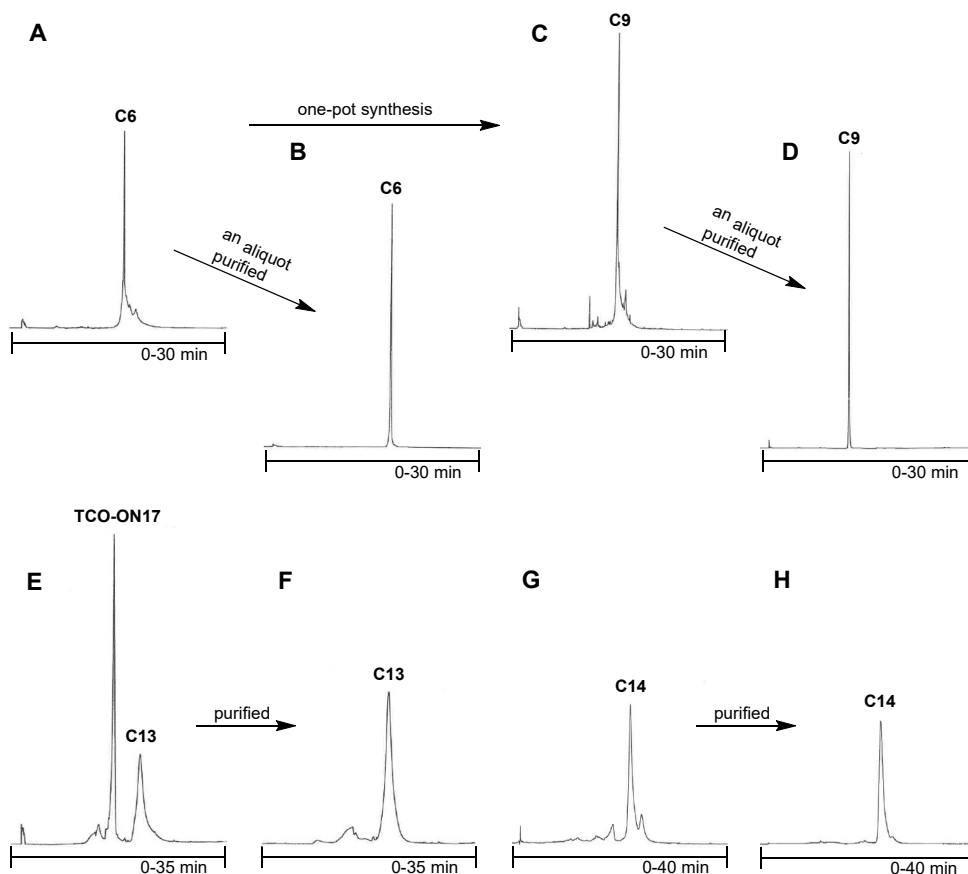 A
C6
one-pot synthesis
C
C9
B
C6
D
C9
an aliquot
purified
an aliquot
purified
0-30 min
0-30 min
0-30 min
0-30 min
TCO-ON17
E
C13
purified
F
C13
G
C14
purified
H
C14
0-35 min
0-35 min
0-40 min
0-40 min